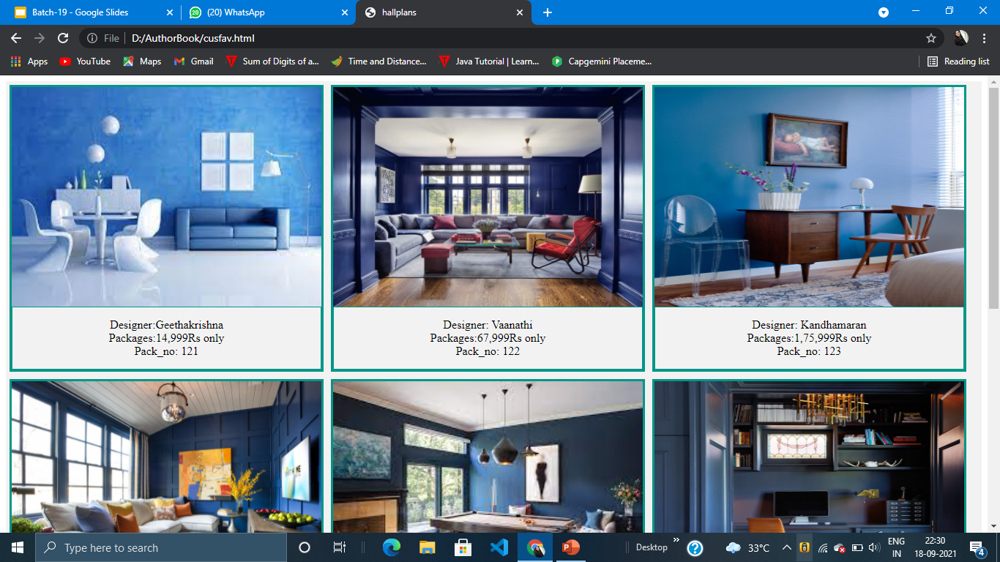 Batch-19 - Google Slides
(20) WhatsApp
hallplans
File
D:/AuthorBook/cusfav.html
Apps
YouTube
Maps
Gmail
Sum of Digits of a...
Time and Distance...
Java Tutorial | Learn...
Capgemini Placeme...
Reading list
Designer:Geethakrishna
Packages:14,999Rs only
Pack_no: 121
Designer: Vaanathi
Packages:67,999Rs only
Pack_no: 122
Designer: Kandhamaran
Packages:1,75,999Rs only
Pack_no: 123
Type here to search
Desktop
33°C
ENG
IN
22:30
18-09-2021
4